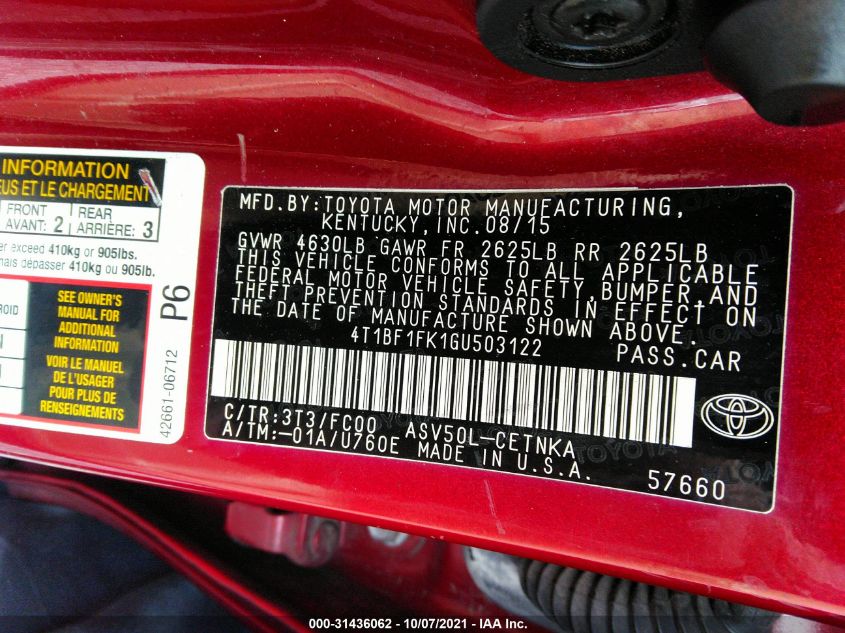 INFORMATION
EUS ET LE CHARGEMENT
FRONT
AVANT: 2
REAR
ARRIÈRE: 3
er exceed 410kg or 905lbs.
mais dépasser 410kg ou 905lb.
SEE OWNER'S
MANUAL FOR
ADDITIONAL
INFORMATION
VOIR LE MANUEL
DE L'USAGER
POUR PLUS DE
RENSEIGNEMENTS
P6
42661-06712
MFD.BY:TOYOTA MOTOR MANUFACTURING,
KENTUCKY,INC.08/15
GVWR 4630LB GAWR FR 2625LB RR 2625LB
THIS VEHICLE CONFORMS TO ALL APPLICABLE
FEDERAL MOTOR VEHICLE SAFETY,BUMPER,AND
THEFT PREVENTION STANDARDS IN EFFECT ON
THE DATE OF MANUFACTURE SHOWN ABOVE.
4T1BF1FK1GU503122 PASS.CAR
C/TR:3T3/FC00 ASV50L-CETNKA
A/TM:-01A/U760E MADE IN U.S.A.
57660
000-31436062 - 10/07/2021 - IAA Inc.